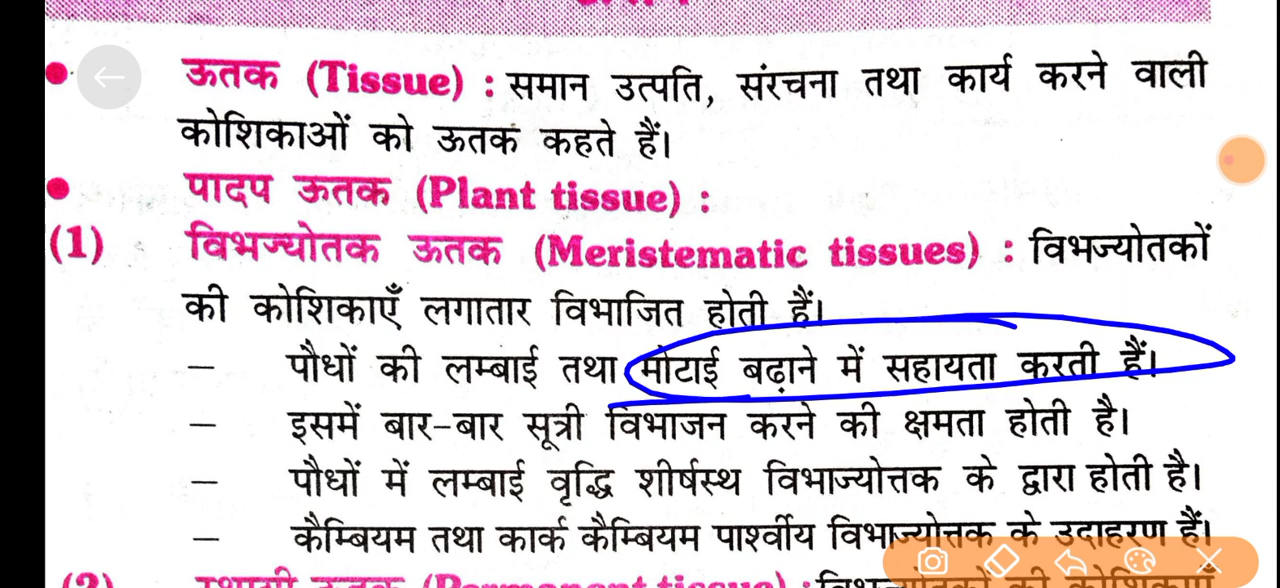 ऊतक (Tissue) : समान उत्पति, संरचना तथा कार्य करने वाली
कोशिकाओं को ऊतक कहते हैं।
पादप ऊतक (Plant tissue) :
(1) विभज्योतक ऊतक (Meristematic tissues) : विभज्योतकों
की कोशिकाएँ लगातार विभाजित होती हैं।
– पौधों की लम्बाई तथा मोटाई बढ़ाने में सहायता करती हैं।
– इसमें बार-बार सूत्री विभाजन करने की क्षमता होती है।
– पौधों में लम्बाई वृद्धि शीर्षस्थ विभाज्योत्तक के द्वारा होती है।
– कैम्बियम तथा कार्क कैम्बियम पार्श्वीय विभाज्योत्तक के उदाहरण हैं।